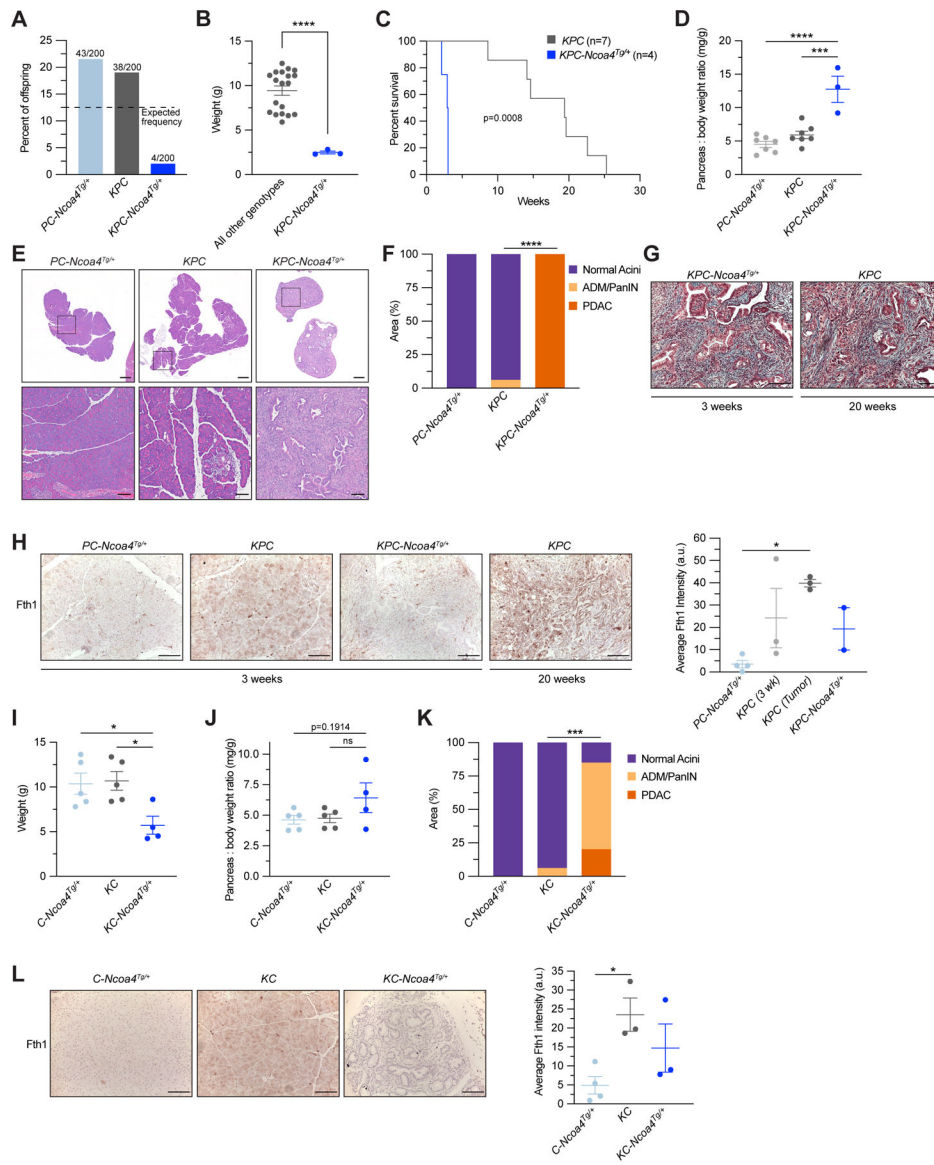 A
Percent of offspring
25
20
15
10
5
0
43/200
38/200
4/200
Expected
frequency
PC-Ncoa4Tg/+
KPC
KPC-Ncoa4Tg/+
B
Weight (g)
15
10
5
0
****
All other genotypes
KPC-Ncoa4Tg/+
C
Percent survival
100
80
60
40
20
0
KPC (n=7)
KPC-Ncoa4Tg/+ (n=4)
p=0.0008
0
10
20
30
Weeks
D
Pancreas : body weight ratio (mg/g)
20
15
10
5
0
****
***
PC-Ncoa4Tg/+
KPC
KPC-Ncoa4Tg/+
E
PC-Ncoa4Tg/+
KPC
KPC-Ncoa4Tg/+
F
Area (%)
100
75
50
25
0
****
Normal Acini
ADM/PanIN
PDAC
PC-Ncoa4Tg/+
KPC
KPC-Ncoa4Tg/+
G
KPC-Ncoa4Tg/+
KPC
3 weeks
20 weeks
H
Fth1
PC-Ncoa4Tg/+
KPC
KPC-Ncoa4Tg/+
KPC
3 weeks
20 weeks
Average Fth1 Intensity (a.u.)
60
50
40
30
20
10
0
*
PC-Ncoa4Tg/+
KPC (3 wk)
KPC (Tumor)
KPC-Ncoa4Tg/+
I
Weight (g)
15
10
5
0
*
*
C-Ncoa4Tg/+
KC
KC-Ncoa4Tg/+
J
Pancreas : body weight ratio (mg/g)
10.0
7.5
5.0
2.5
0
p=0.1914
ns
C-Ncoa4Tg/+
KC
KC-Ncoa4Tg/+
K
Area (%)
100
75
50
25
0
***
Normal Acini
ADM/PanIN
PDAC
C-Ncoa4Tg/+
KC
KC-Ncoa4Tg/+
L
Fth1
C-Ncoa4Tg/+
KC
KC-Ncoa4Tg/+
Average Fth1 intensity (a.u.)
35
30
25
20
15
10
5
0
*
C-Ncoa4Tg/+
KC
KC-Ncoa4Tg/+